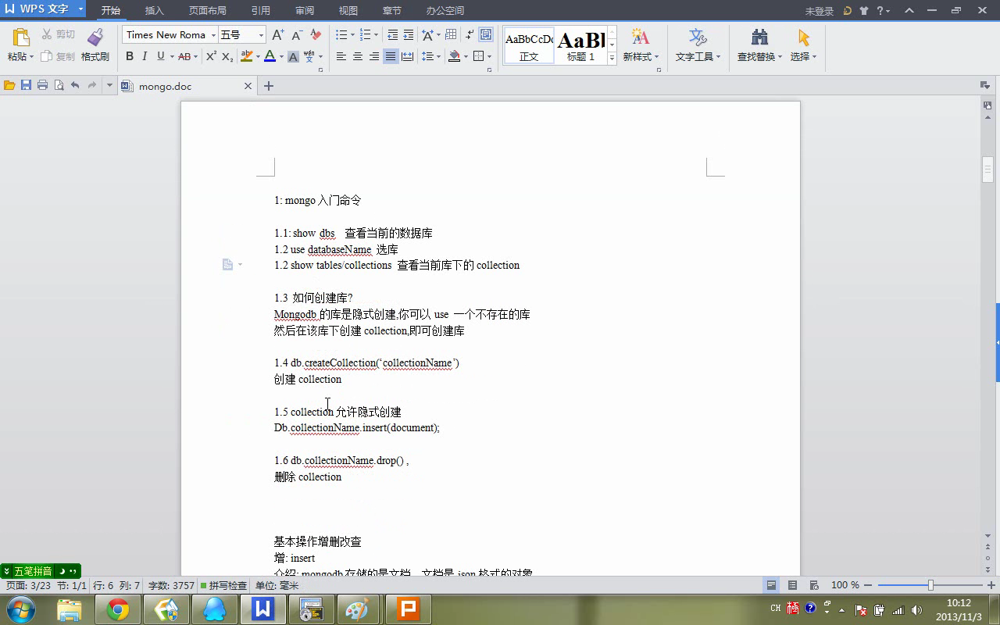 WPS 文字
开始 插入 页面布局 引用 审阅 视图 章节 办公空间 未登录
粘贴 剪切 复制 格式刷
Times New Roma 五号
B I U AB X² X₂ ab A A wén
AaBbCcDc 正文
AaBl 标题 1
新样式 文字工具 查找替换 选择
mongo.doc
1: mongo 入门命令
1.1: show dbs 查看当前的数据库
1.2 use databaseName 选库
1.2 show tables/collections 查看当前库下的 collection
1.3 如何创建库?
Mongodb 的库是隐式创建,你可以 use 一个不存在的库
然后在该库下创建 collection,即可创建库
1.4 db.createCollection(‘collectionName’)
创建 collection
1.5 collection 允许隐式创建
Db.collectionName.insert(document);
1.6 db.collectionName.drop() ,
删除 collection
基本操作增删改查
增: insert
介绍: mongodb 存储的是文档，文档是 json 格式的对象
五笔拼音
页面: 3/23 节: 1/1 行: 6 列: 7 字数: 3757 拼写检查 单位: 毫米 100 %
CH 10:12
2013/11/3